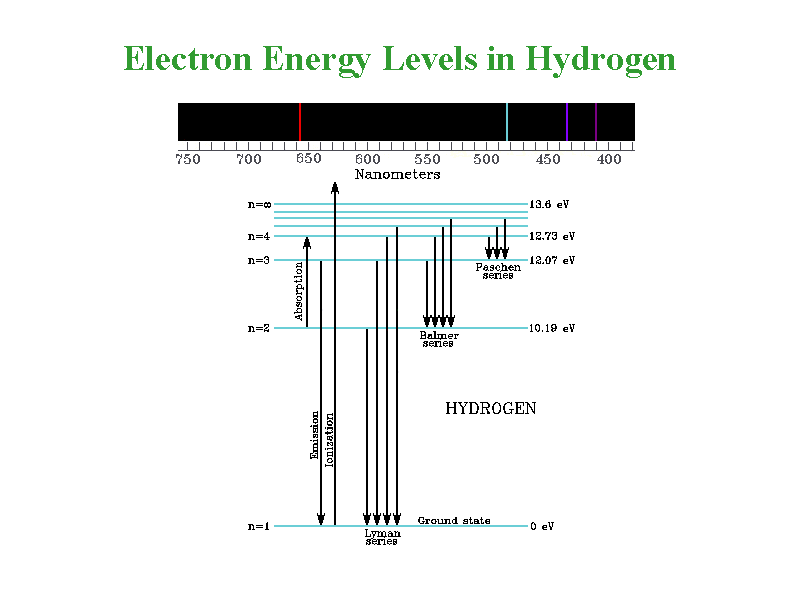 Electron Energy Levels in Hydrogen
750 700 650 600 550 500 450 400
Nanometers
n=∞ 13.6 eV
n=4 12.73 eV
n=3 12.07 eV
Absorption
Paschen
series
n=2 10.19 eV
Balmer
series
HYDROGEN
Emission
Ionization
Ground state
n=1 0 eV
Lyman
series